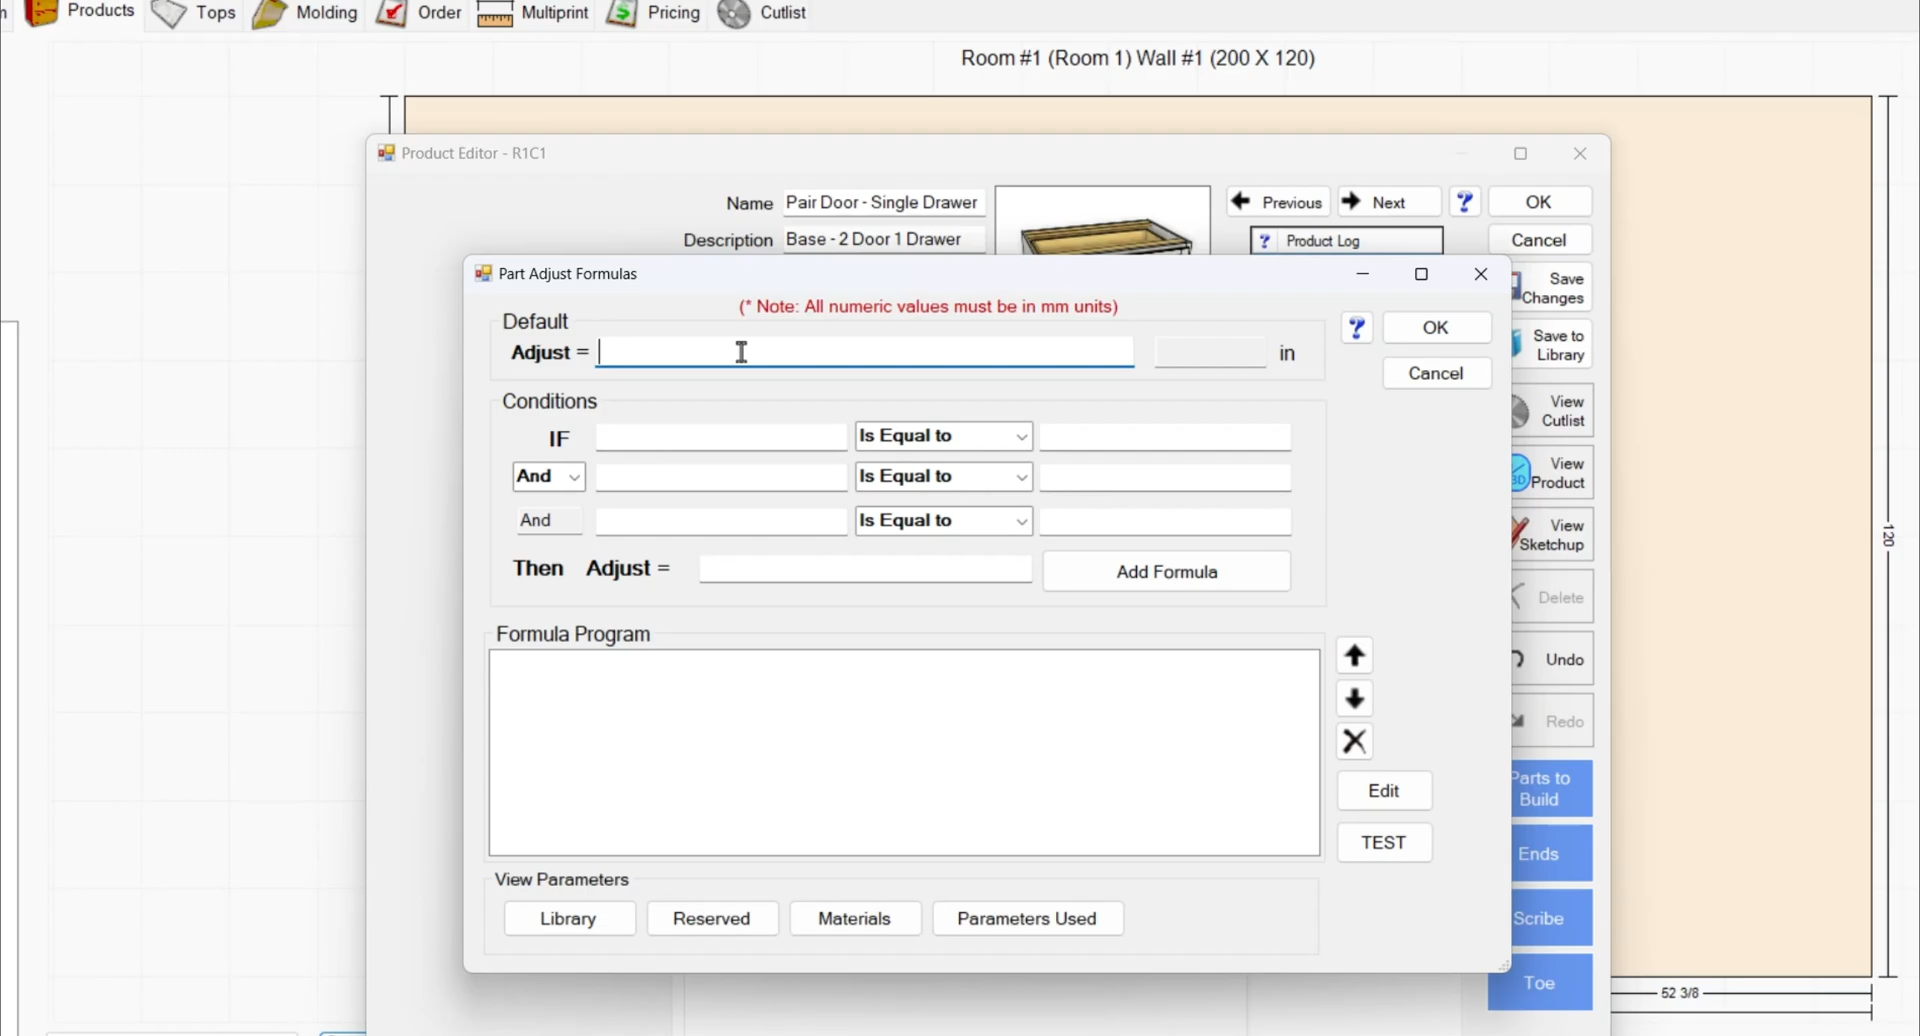 Products Tops Molding Order Multiprint Pricing Cutlist
Room #1 (Room 1) Wall #1 (200 X 120)
Product Editor - R1C1
Name Pair Door - Single Drawer Previous Next ? OK
Description Base - 2 Door 1 Drawer ? Product Log Cancel
Part Adjust Formulas
(* Note: All numeric values must be in mm units)
Default
Adjust = in
? OK
Cancel
Save Changes
Save to Library
Conditions
IF Is Equal to
And Is Equal to
And Is Equal to
Then Adjust = Add Formula
View Cutlist
View Product
3D
View Sketchup
Delete
Undo
Redo
Formula Program
Edit
TEST
Parts to Build
Ends
Scribe
Toe
View Parameters
Library Reserved Materials Parameters Used
120
52 3/8